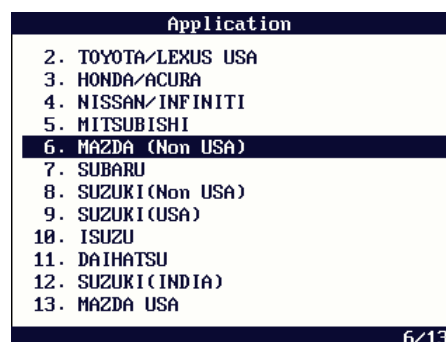 Application
2. TOYOTA/LEXUS USA
3. HONDA/ACURA
4. NISSAN/INFINITI
5. MITSUBISHI
6. MAZDA (Non USA)
7. SUBARU
8. SUZUKI(Non USA)
9. SUZUKI(USA)
10. ISUZU
11. DAIHATSU
12. SUZUKI(INDIA)
13. MAZDA USA
6/13